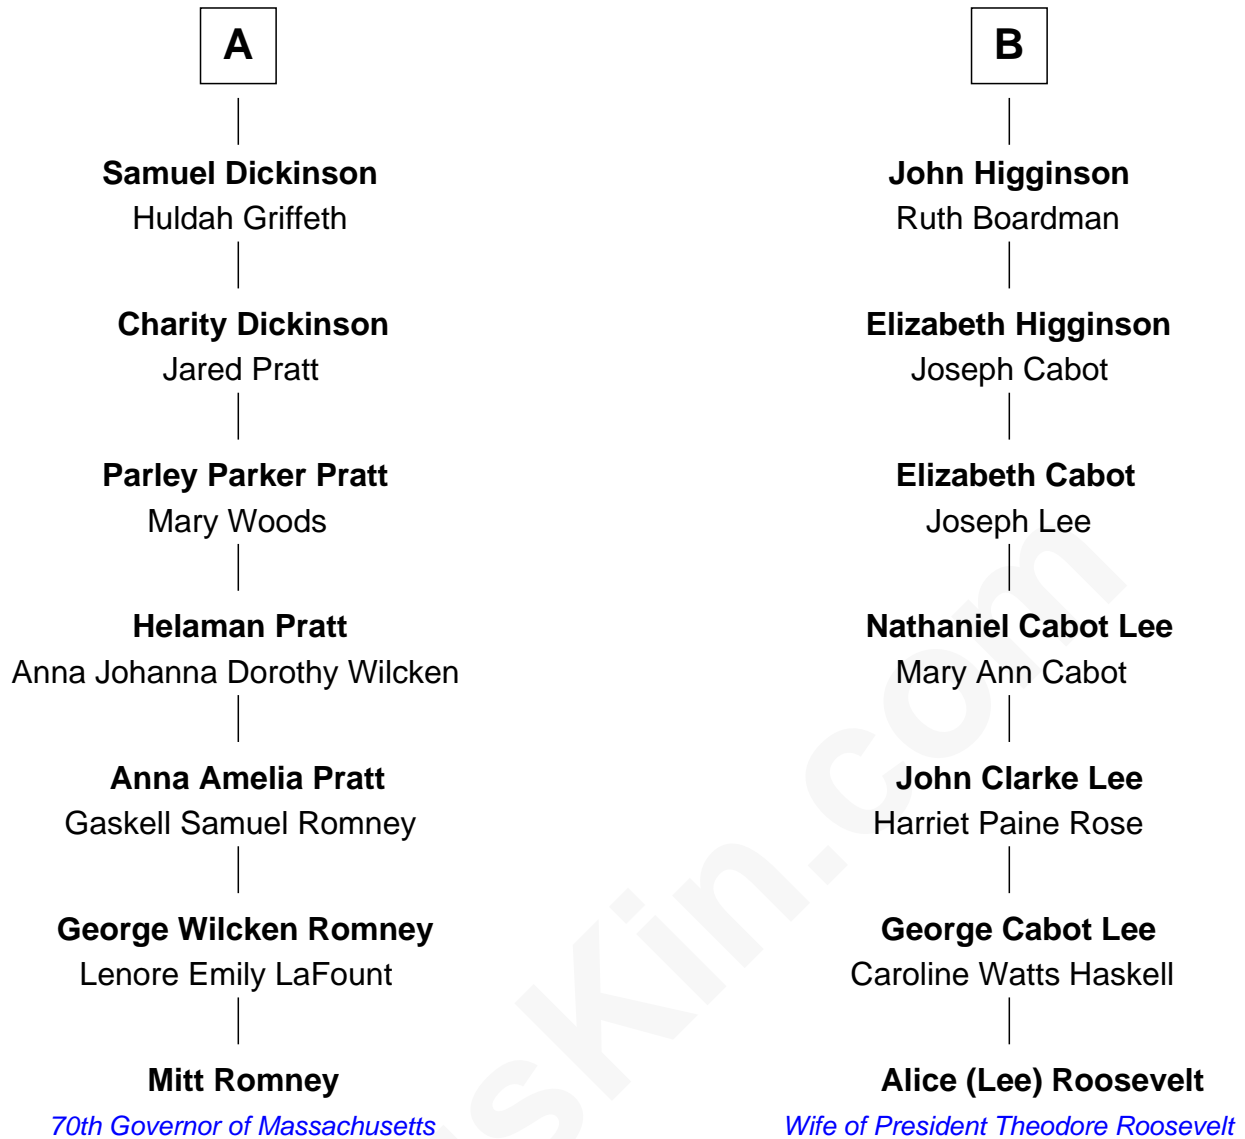 A
Samuel Dickinson
Huldah Griffeth
Charity Dickinson
Jared Pratt
Parley Parker Pratt
Mary Woods
Helaman Pratt
Anna Johanna Dorothy Wilcken
Anna Amelia Pratt
Gaskell Samuel Romney
George Wilcken Romney
Lenore Emily LaFount
Mitt Romney
70th Governor of Massachusetts
B
John Higginson
Ruth Boardman
Elizabeth Higginson
Joseph Cabot
Elizabeth Cabot
Joseph Lee
Nathaniel Cabot Lee
Mary Ann Cabot
John Clarke Lee
Harriet Paine Rose
George Cabot Lee
Caroline Watts Haskell
Alice (Lee) Roosevelt
Wife of President Theodore Roosevelt
sKin.com